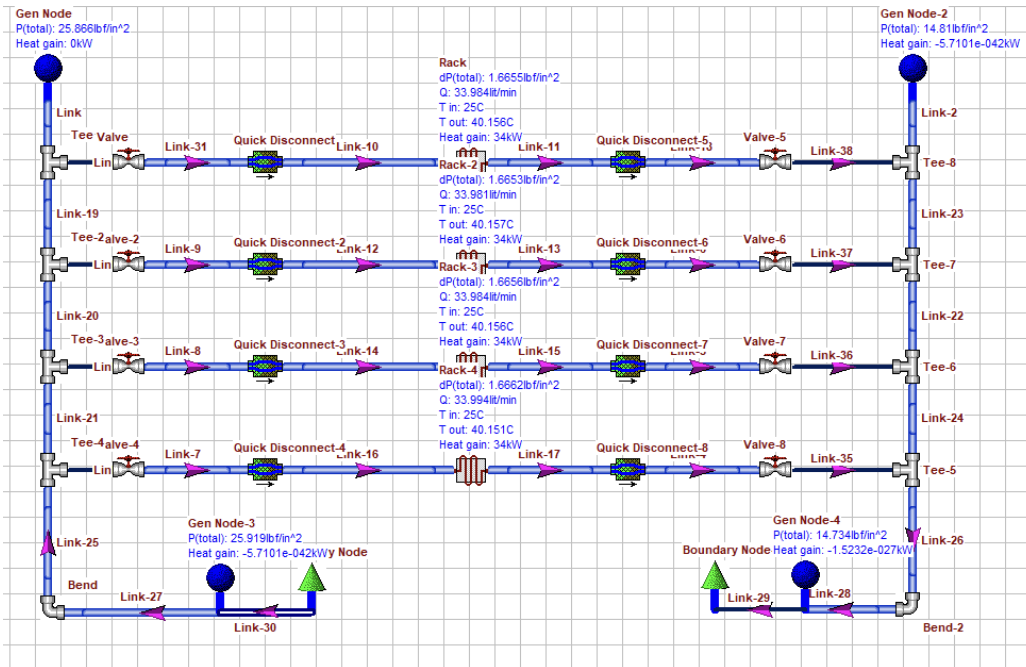 Gen Node
P(total): 25.866lbf/in^2
Heat gain: 0kW
Gen Node-2
P(total): 14.81lbf/in^2
Heat gain: -5.7101e-042kW
Rack
dP(total): 1.6655lbf/in^2
Q: 33.984lit/min
T in: 25C
T out: 40.156C
Heat gain: 34kW
Link
Link-2
Tee Valve
Link-31
Quick Disconnect
Link-10
Link-11
Quick Disconnect-5
Valve-5
Link-38
Lin
Tee-8
Rack-2
dP(total): 1.6653lbf/in^2
Q: 33.981lit/min
T in: 25C
T out: 40.157C
Heat gain: 34kW
Link-19
Link-23
Tee-2
alve-2
Link-9
Quick Disconnect-2
Link-12
Link-13
Quick Disconnect-6
Valve-6
Link-37
Lin
Tee-7
Rack-3
dP(total): 1.6656lbf/in^2
Q: 33.984lit/min
T in: 25C
T out: 40.156C
Heat gain: 34kW
Link-20
Link-22
Tee-3
alve-3
Link-8
Quick Disconnect-3
Link-14
Link-15
Quick Disconnect-7
Valve-7
Link-36
Lin
Tee-6
Rack-4
dP(total): 1.6662lbf/in^2
Q: 33.994lit/min
T in: 25C
T out: 40.151C
Heat gain: 34kW
Link-21
Link-24
Tee-4
alve-4
Link-7
Quick Disconnect-4
Link-16
Link-17
Quick Disconnect-8
Valve-8
Link-35
Lin
Tee-5
Gen Node-3
P(total): 25.919lbf/in^2
Heat gain: -5.7101e-042kW
y Node
Gen Node-4
P(total): 14.734lbf/in^2
Heat gain: -1.5232e-027kW
Boundary Node
Link-25
Link-26
Bend
Link-27
Link-30
Link-29
Link-28
Bend-2